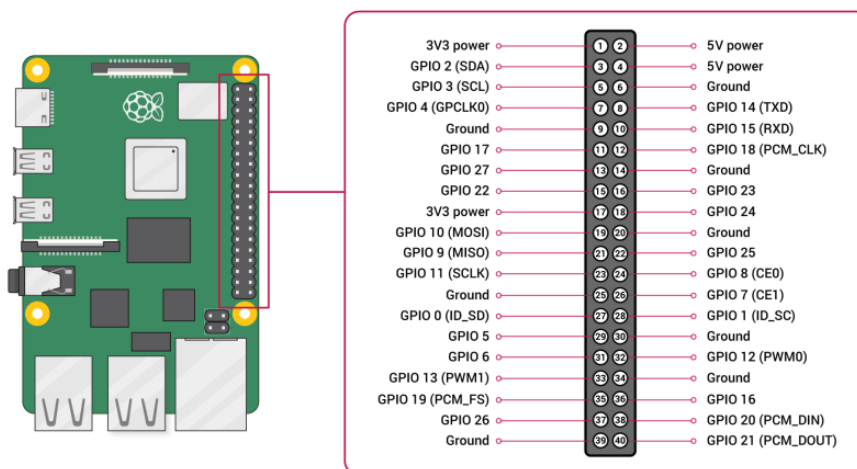 3V3 power 1 2 5V power
GPIO 2 (SDA) 3 4 5V power
GPIO 3 (SCL) 5 6 Ground
GPIO 4 (GPCLK0) 7 8 GPIO 14 (TXD)
Ground 9 10 GPIO 15 (RXD)
GPIO 17 11 12 GPIO 18 (PCM_CLK)
GPIO 27 13 14 Ground
GPIO 22 15 16 GPIO 23
3V3 power 17 18 GPIO 24
GPIO 10 (MOSI) 19 20 Ground
GPIO 9 (MISO) 21 22 GPIO 25
GPIO 11 (SCLK) 23 24 GPIO 8 (CE0)
Ground 25 26 GPIO 7 (CE1)
GPIO 0 (ID_SD) 27 28 GPIO 1 (ID_SC)
GPIO 5 29 30 Ground
GPIO 6 31 32 GPIO 12 (PWM0)
GPIO 13 (PWM1) 33 34 Ground
GPIO 19 (PCM_FS) 35 36 GPIO 16
GPIO 26 37 38 GPIO 20 (PCM_DIN)
Ground 39 40 GPIO 21 (PCM_DOUT)